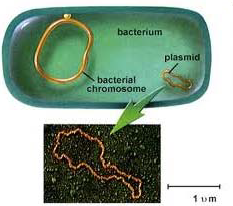 bacterium
plasmid
bacterial
chromosome
1 υm